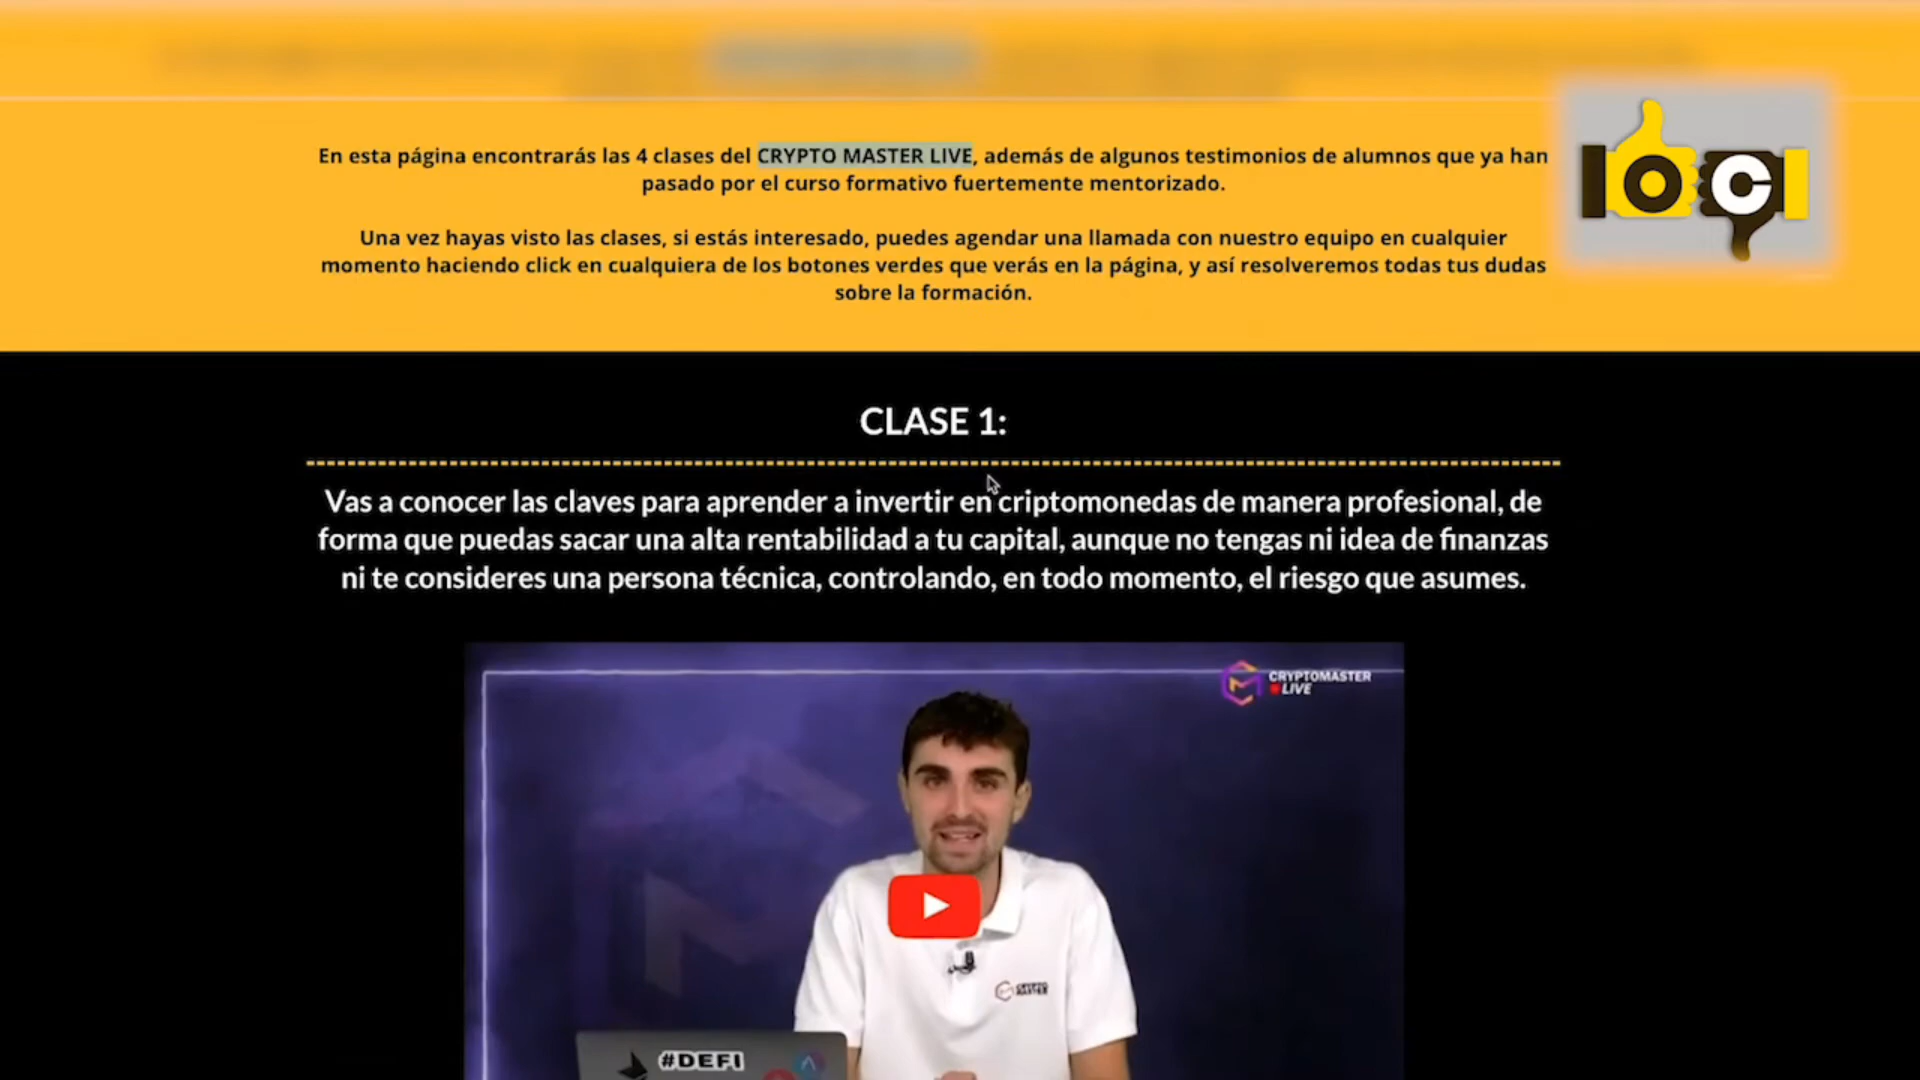 En esta página encontrarás las 4 clases del CRYPTO MASTER LIVE, además de algunos testimonios de alumnos que ya han
pasado por el curso formativo fuertemente mentorizado.
Una vez hayas visto las clases, si estás interesado, puedes agendar una llamada con nuestro equipo en cualquier
momento haciendo click en cualquiera de los botones verdes que verás en la página, y así resolveremos todas tus dudas
sobre la formación.
CLASE 1:
Vas a conocer las claves para aprender a invertir en criptomonedas de manera profesional, de
forma que puedas sacar una alta rentabilidad a tu capital, aunque no tengas ni idea de finanzas
ni te consideres una persona técnica, controlando, en todo momento, el riesgo que asumes.
CRYPTOMASTER
LIVE
CRYPTO
MASTER
#DEFI